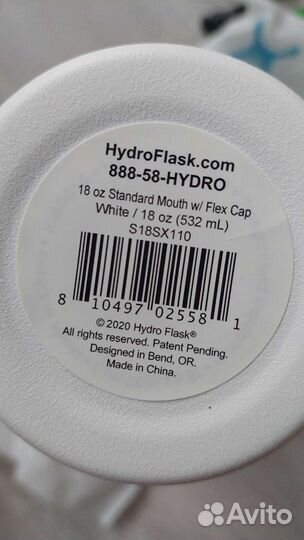 HydroFlask.com
888-58-HYDRO
18 oz Standard Mouth w/ Flex Cap
White / 18 oz (532 mL)
S18SX110
8 10497 02558 1
© 2020 Hydro Flask®
All rights reserved. Patent Pending.
Designed in Bend, OR.
Made in China.
Avito